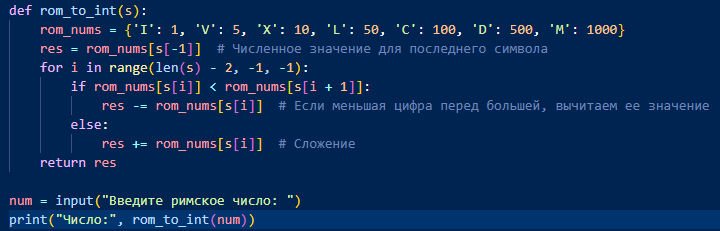 def rom_to_int(s):
    rom_nums = {'I': 1, 'V': 5, 'X': 10, 'L': 50, 'C': 100, 'D': 500, 'M': 1000}
    res = rom_nums[s[-1]]  # Численное значение для последнего символа
    for i in range(len(s) - 2, -1, -1):
        if rom_nums[s[i]] < rom_nums[s[i + 1]]:
            res -= rom_nums[s[i]]  # Если меньшая цифра перед большей, вычитаем ее значение
        else:
            res += rom_nums[s[i]]  # Сложение
    return res

num = input("Введите римское число: ")
print("Число:", rom_to_int(num))